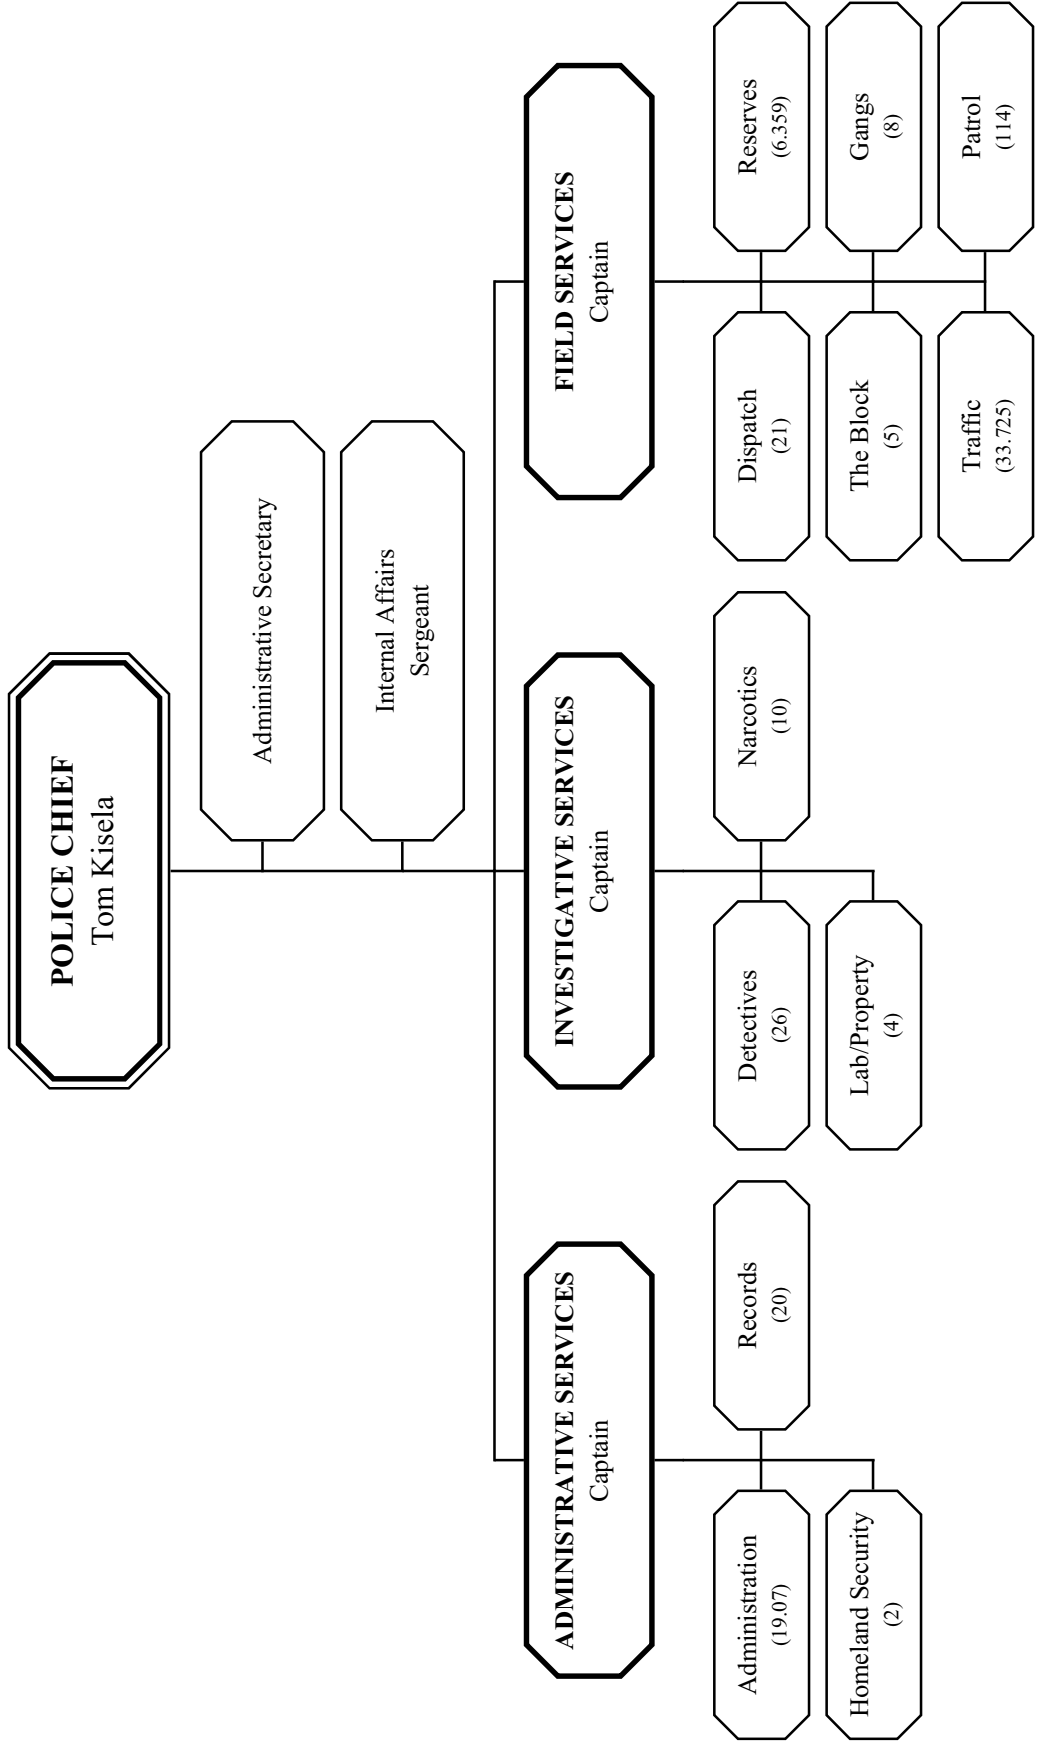 POLICE CHIEF
Tom Kisela
Administrative Secretary
Internal Affairs
Sergeant
ADMINISTRATIVE SERVICES
Captain
INVESTIGATIVE SERVICES
Captain
FIELD SERVICES
Captain
Administration
(19.07)
Records
(20)
Homeland Security
(2)
Detectives
(26)
Narcotics
(10)
Lab/Property
(4)
Dispatch
(21)
Reserves
(6.359)
The Block
(5)
Gangs
(8)
Traffic
(33.725)
Patrol
(114)